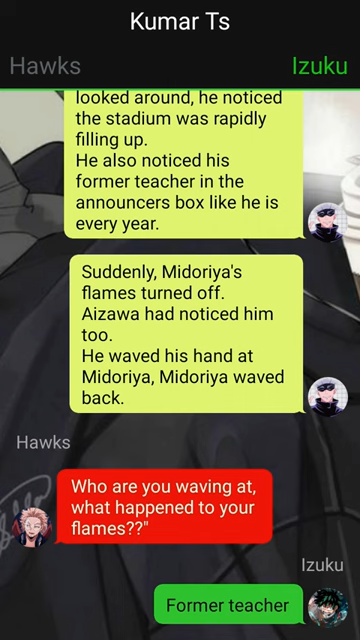 Kumar Ts
Hawks
Izuku
looked around, he noticed
the stadium was rapidly
filling up.
He also noticed his
former teacher in the
announcers box like he is
every year.
Suddenly, Midoriya's
flames turned off.
Aizawa had noticed him
too.
He waved his hand at
Midoriya, Midoriya waved
back.
Hawks
Who are you waving at,
what happened to your
flames??"
Izuku
Former teacher